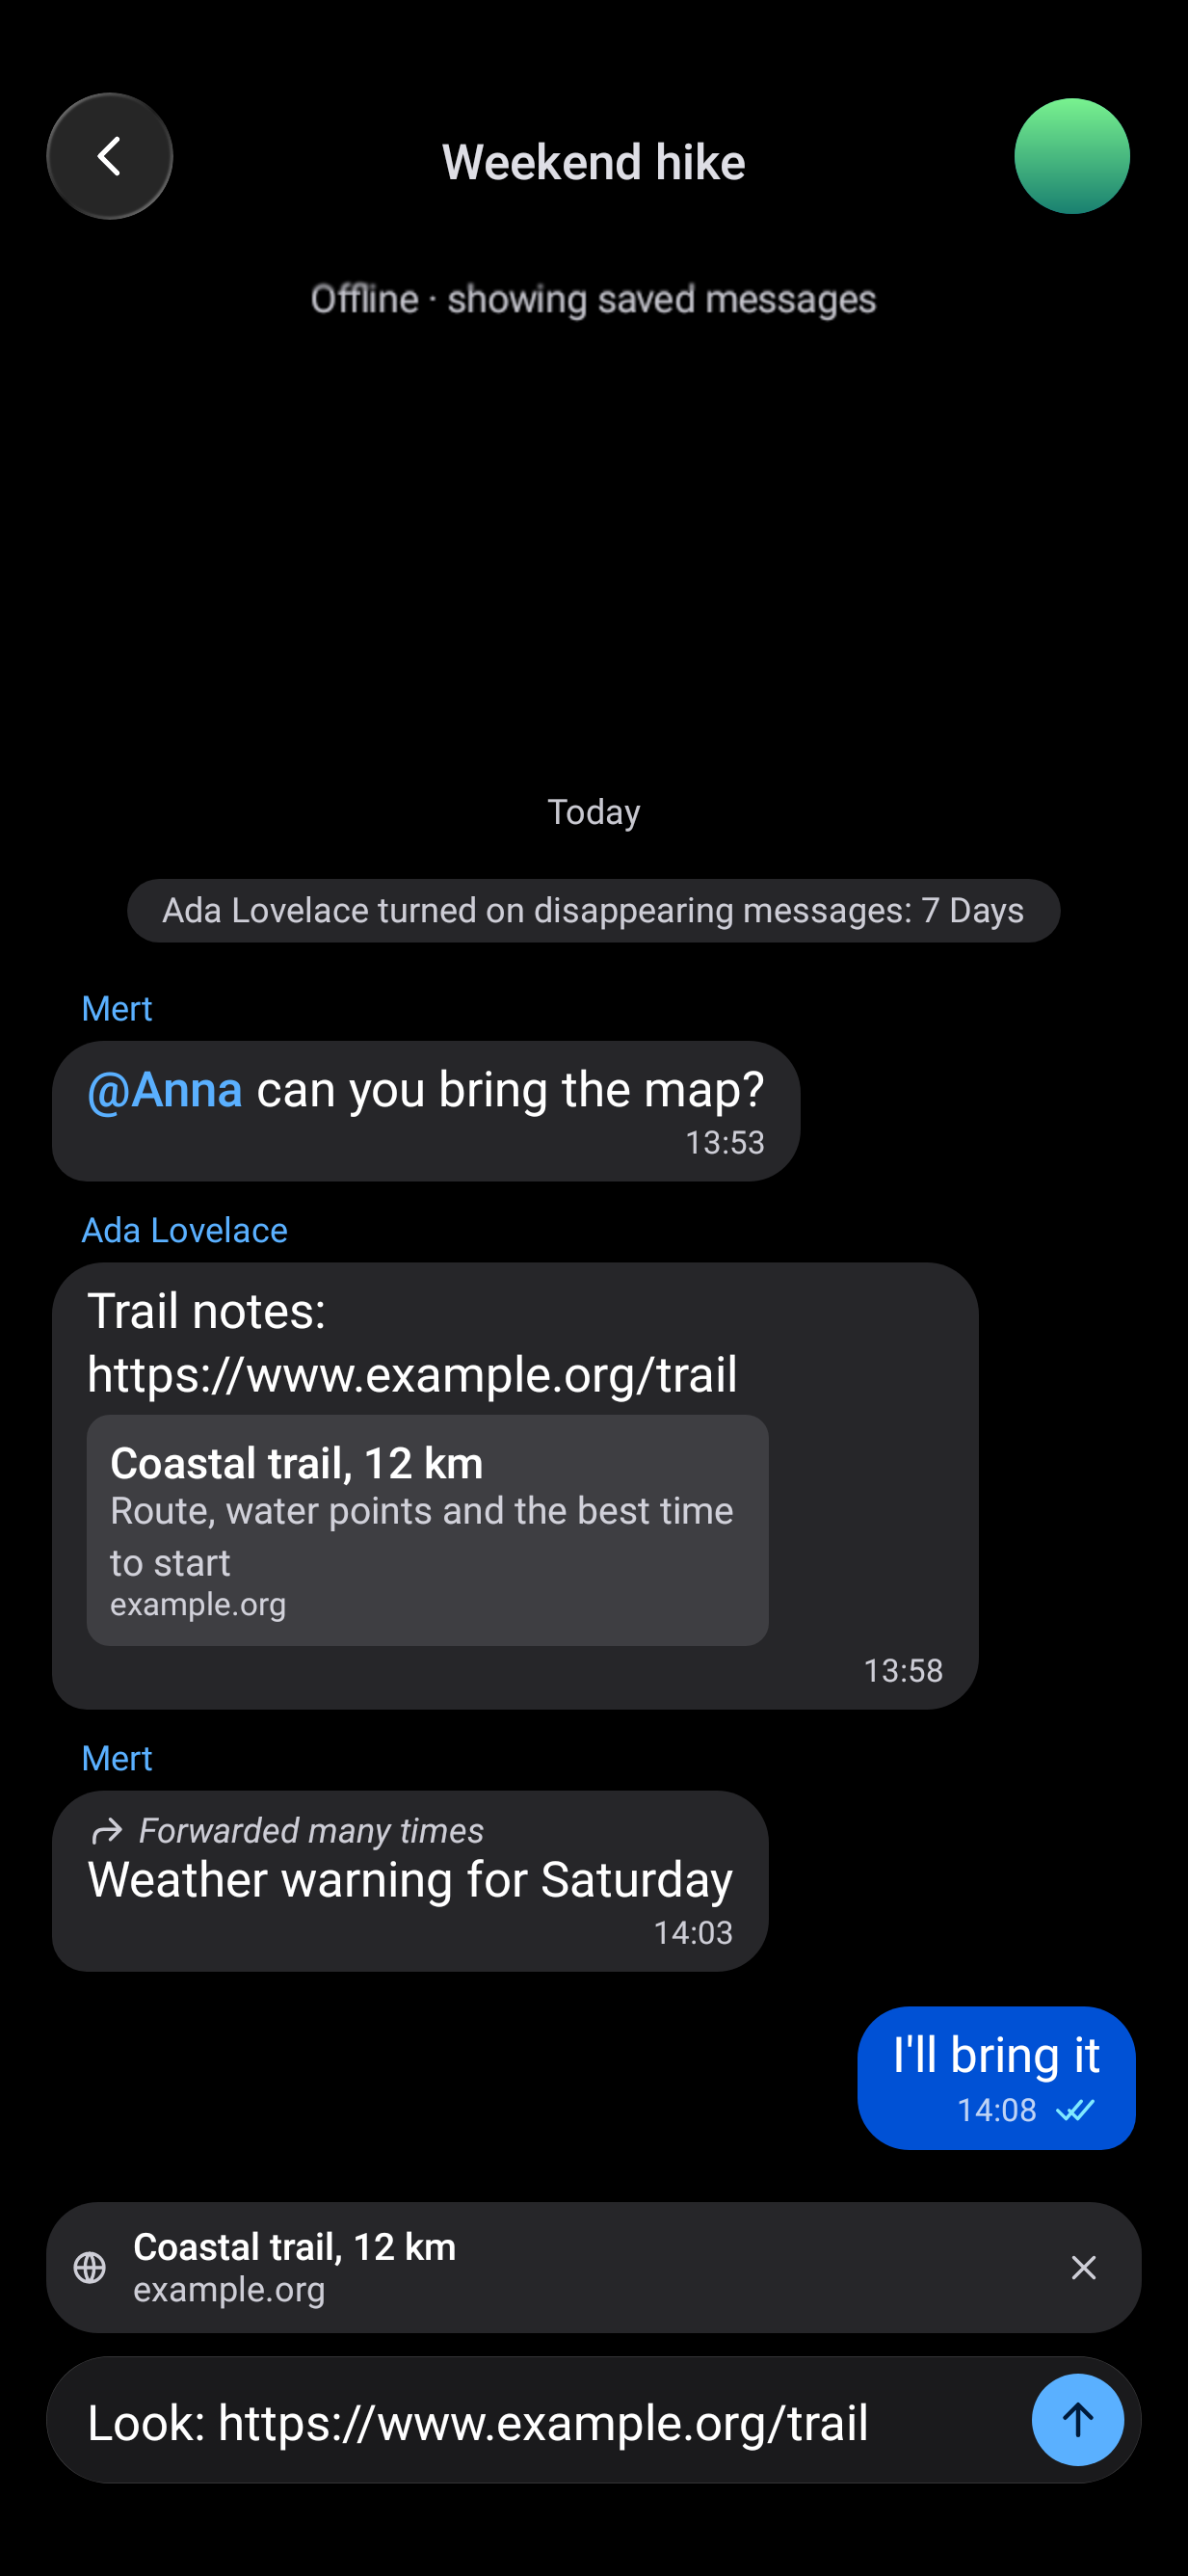 Weekend hike
Offline · showing saved messages
Today
Ada Lovelace turned on disappearing messages: 7 Days
Mert
@Anna can you bring the map?
13:53
Ada Lovelace
Trail notes:
https://www.example.org/trail
Coastal trail, 12 km
Route, water points and the best time
to start
example.org
13:58
Mert
Forwarded many times
Weather warning for Saturday
14:03
I'll bring it
14:08
Coastal trail, 12 km
example.org
Look: https://www.example.org/trail